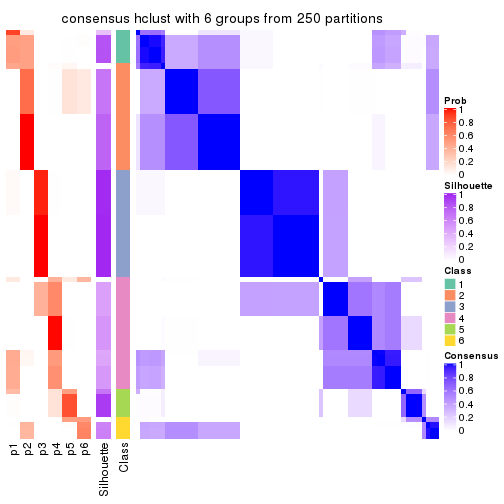 consensus hclust with 6 groups from 250 partitions
Prob
1
0.8
0.6
0.4
0.2
0
Silhouette
1
0.8
0.6
0.4
0.2
0
Class
1
2
3
4
5
6
Consensus
1
0.8
0.6
0.4
0.2
0
p1
p2
p3
p4
p5
p6
Silhouette
Class